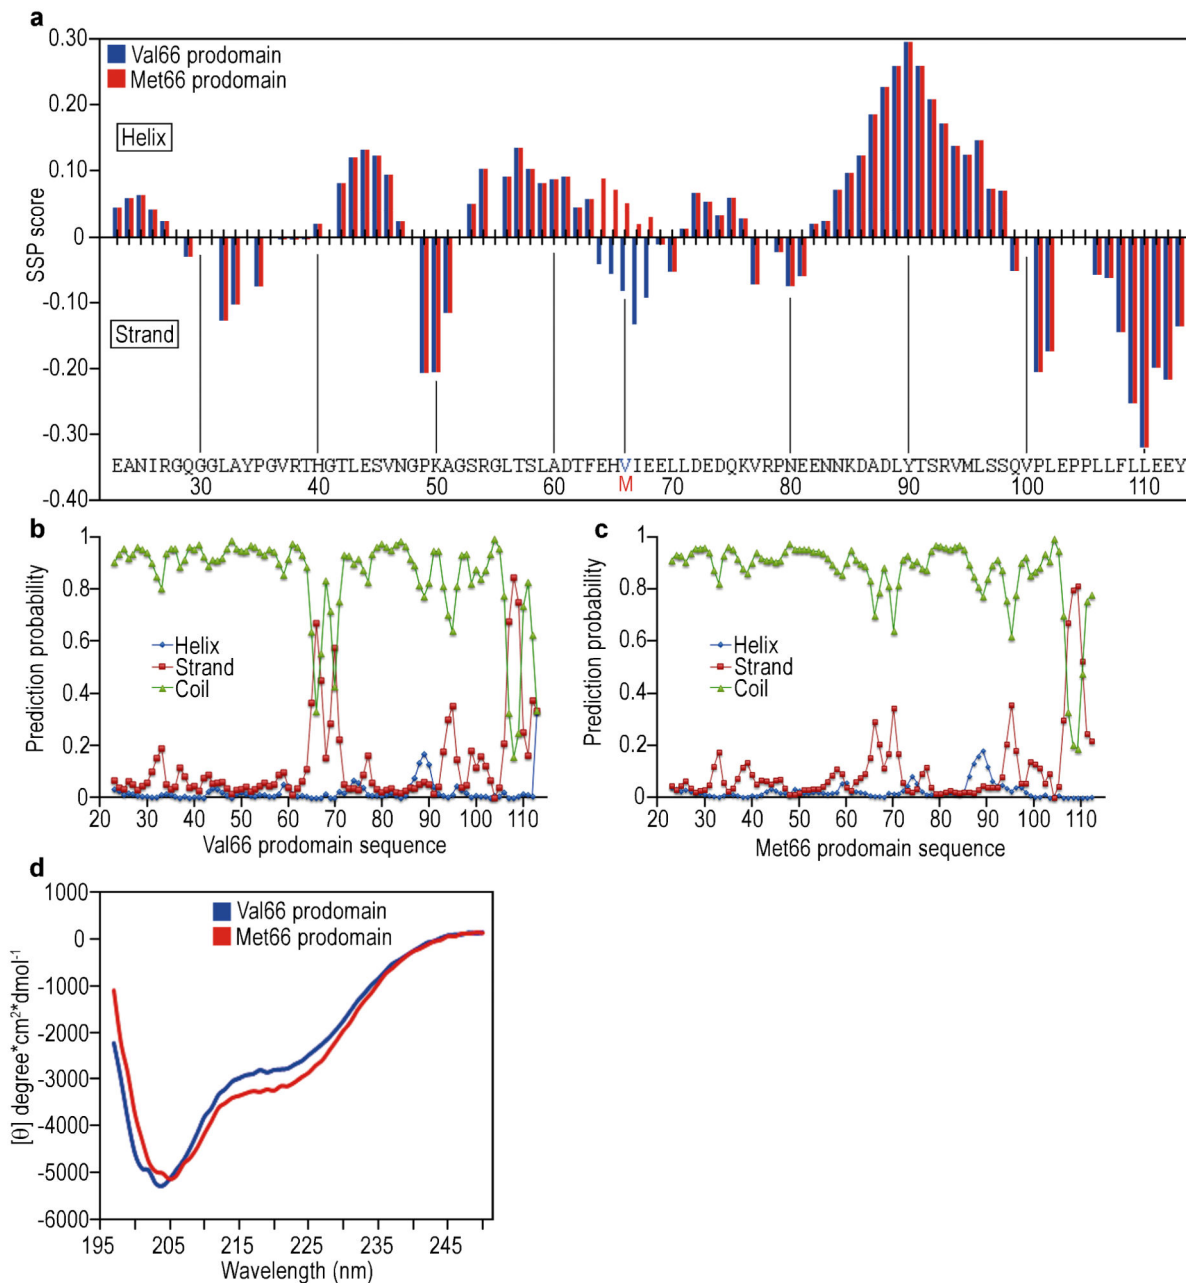 a
0.30
Val66 prodomain
Met66 prodomain
0.20
Helix
0.10
SSP score
0
-0.10
Strand
-0.20
-0.30
EANIRGQGGLAYPGVRTHGTLESVNGPKAGSRGLTSLADTFEHVIEELLDEDQKVRPNEENNKDADLYTSRVMLSSQVPLEPPLLFLLEEY
30 40 50 60 M 70 80 90 100 110
-0.40
b
1
0.8
0.6
0.4
0.2
0
Prediction probability
Helix
Strand
Coil
20 30 40 50 60 70 80 90 100 110
Val66 prodomain sequence
c
1
0.8
0.6
0.4
0.2
0
Prediction probability
Helix
Strand
Coil
23 30 40 50 60 70 80 90 100 110
Met66 prodomain sequence
d
1000
0
-1000
-2000
-3000
-4000
-5000
-6000
[θ] degree*cm2*dmol-1
Val66 prodomain
Met66 prodomain
195 205 215 225 235 245
Wavelength (nm)